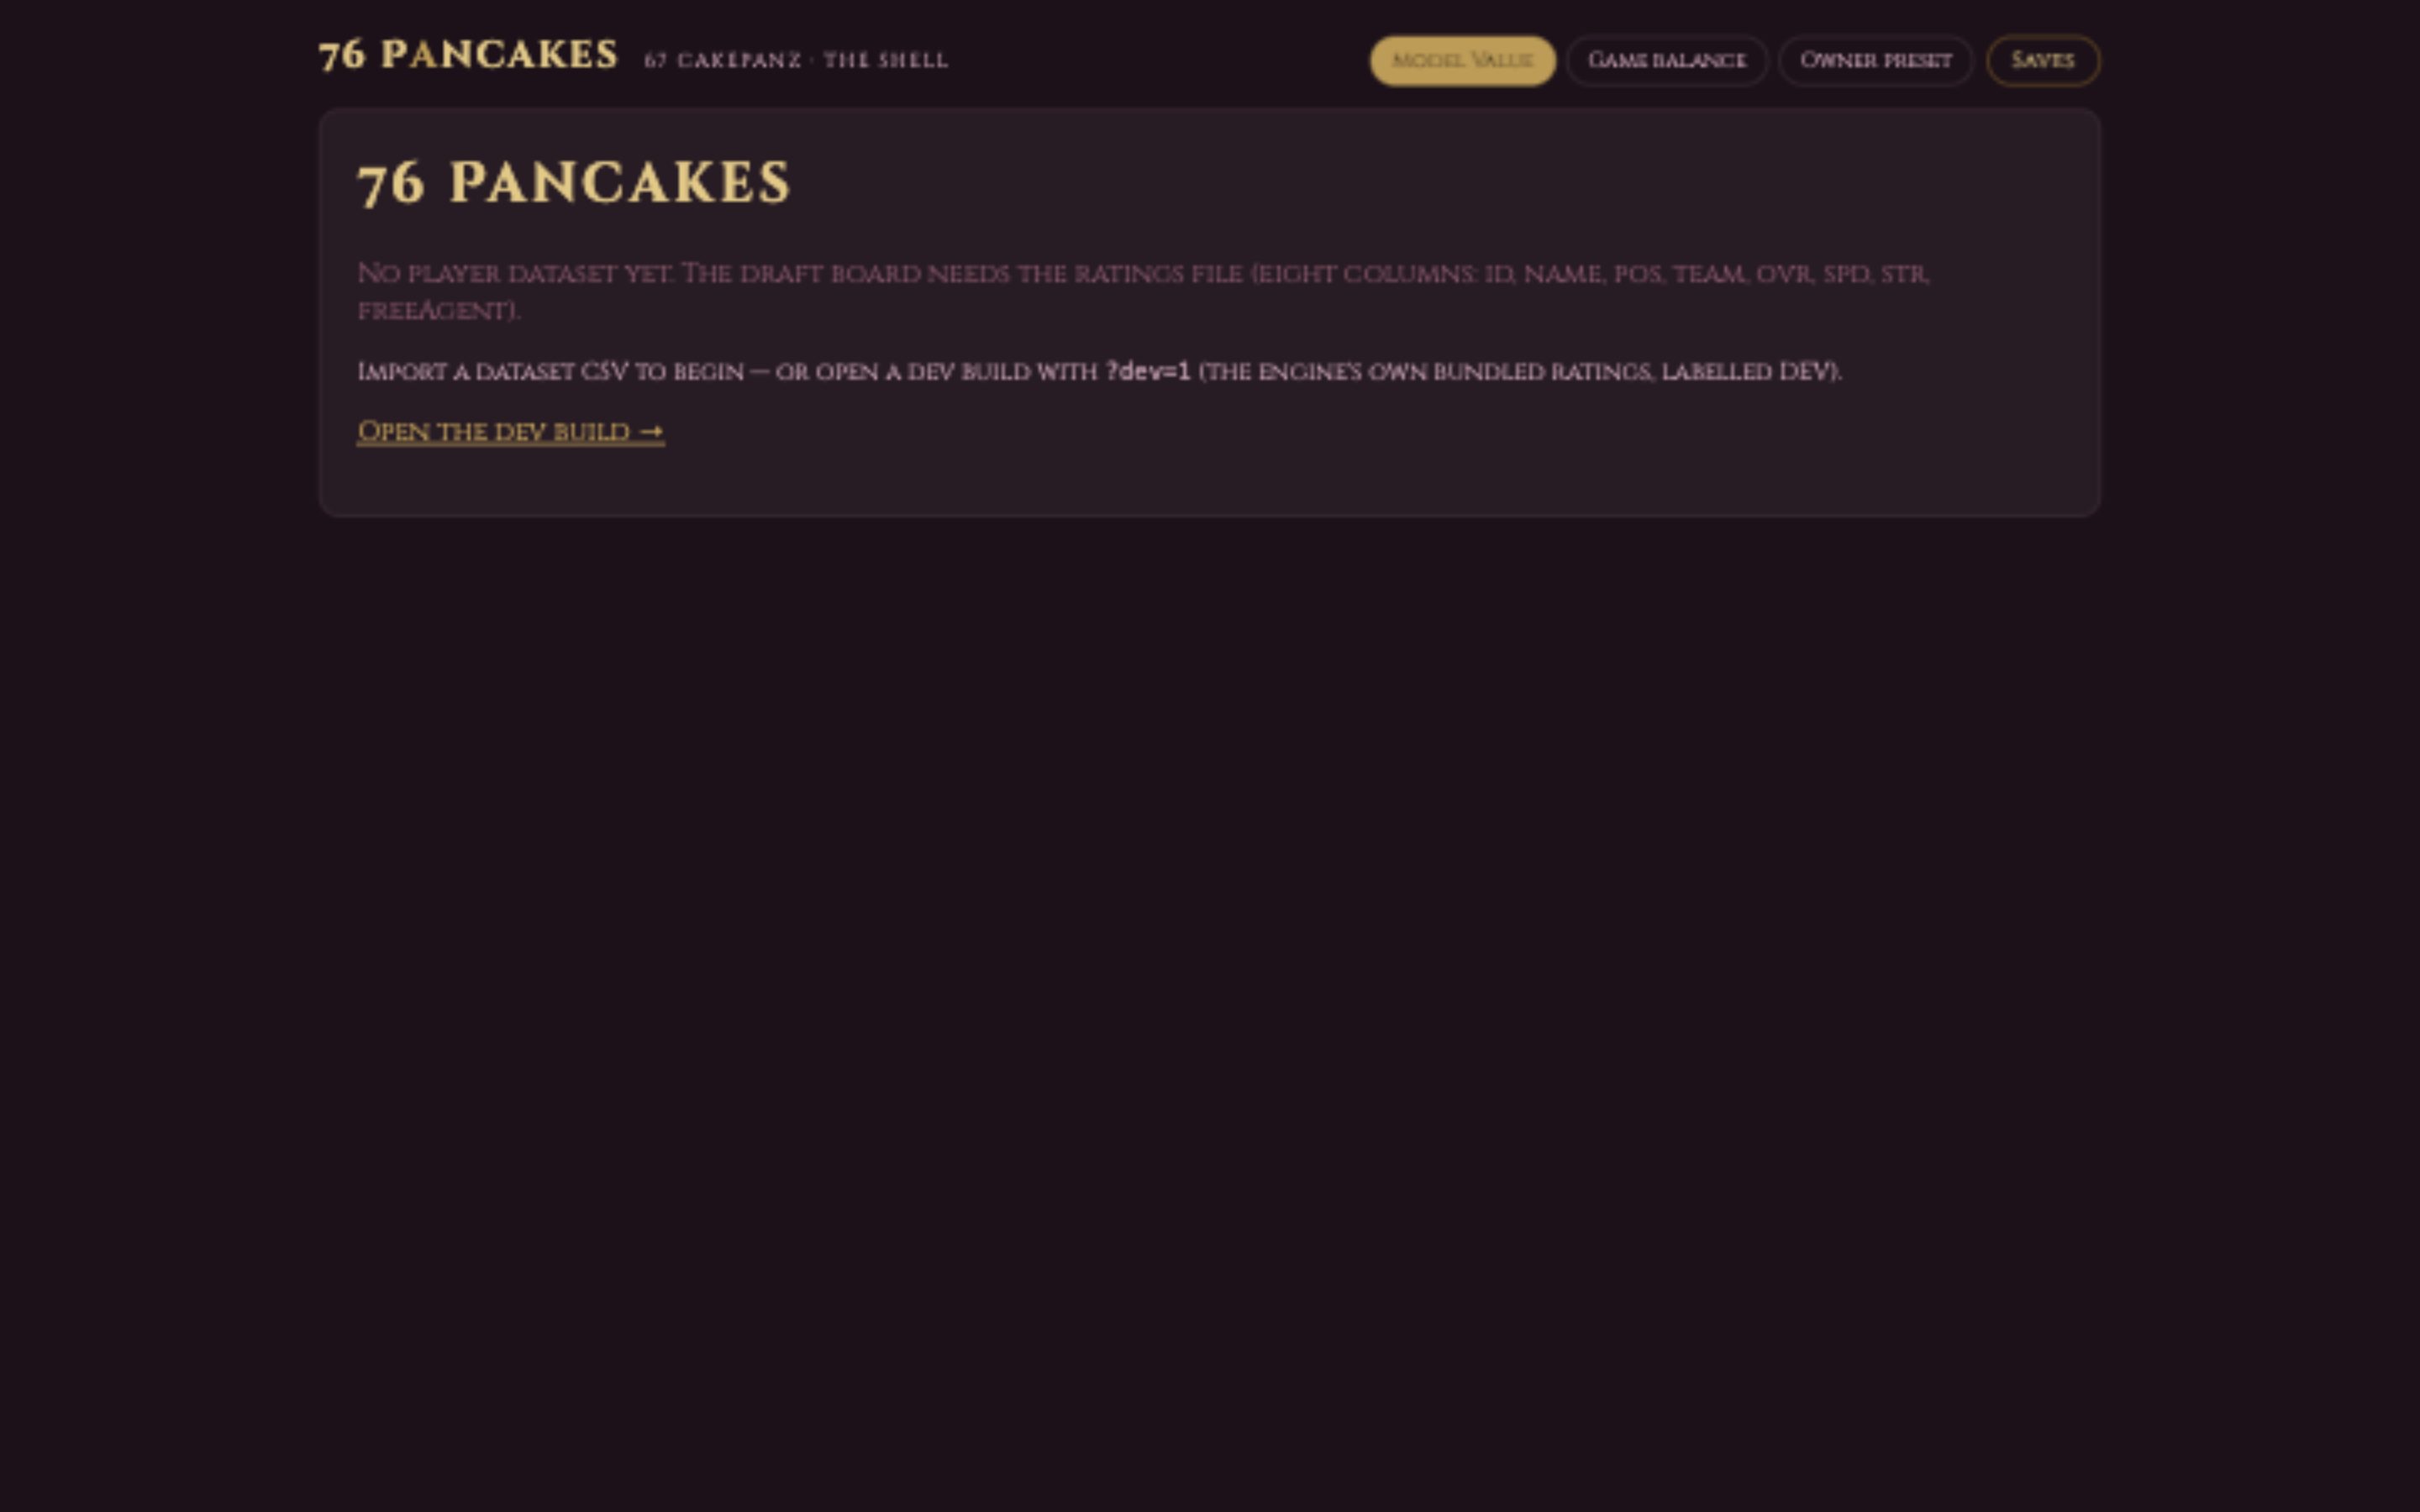 76 Pancakes 67 CAKEPANZ · THE SHELL Model Value Game balance Owner preset Saves
76 PANCAKES
No player dataset yet. The draft board needs the ratings file (eight columns: id, name, pos, team, ovr, spd, str,
freeAgent).
Import a dataset CSV to begin — or open a dev build with ?dev=1 (the engine's own bundled ratings, labelled DEV).
Open the dev build →